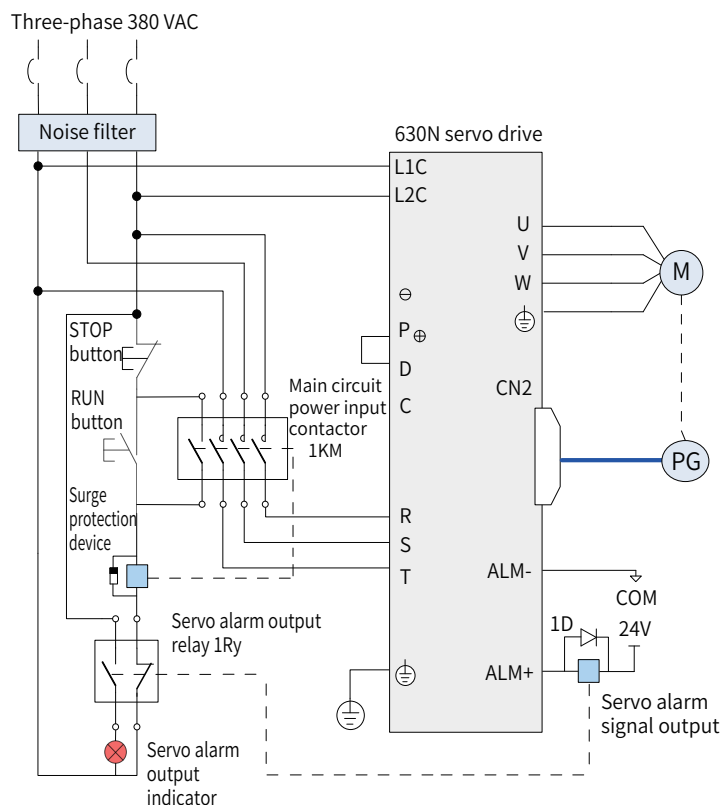 Three-phase 380 VAC
Noise filter
630N servo drive
L1C
L2C
U
V
W
M
⊖
P⊕
D
C
CN2
STOP
button
RUN
button
Main circuit
power input
contactor
1KM
PG
Surge
protection
device
R
S
T
ALM-
COM
1D
24V
ALM+
Servo alarm output
relay 1Ry
Servo alarm
signal output
Servo alarm
output
indicator